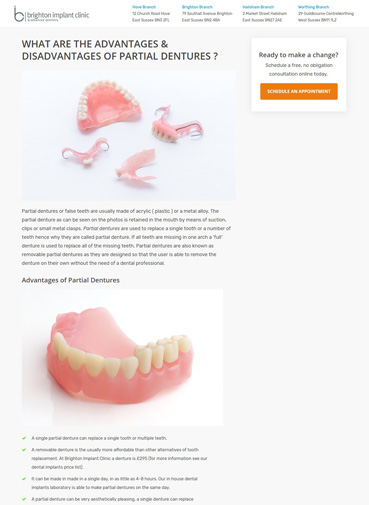 brighton implant clinic
Hove Branch
12 Church Road Hove
East Sussex BN3 2FL
Brighton Branch
79 Southall Avenue Brighton
East Sussex BN2 4BA
Hailsham Branch
2 Market Street Hailsham
East Sussex BN27 2AE
Worthing Branch
29 Guildbourne CentreWorthing
West Sussex BN11 1LZ
WHAT ARE THE ADVANTAGES &
DISADVANTAGES OF PARTIAL DENTURES ?
Ready to make a change?
Schedule a free, no obligation
consultation online today.
SCHEDULE AN APPOINTMENT
Partial dentures or false teeth are usually made of acrylic ( plastic ) or a metal alloy. The
partial denture as can be seen on the photos is retained in the mouth by means of suction,
clips or small metal clasps. Partial dentures are used to replace a single tooth or a number of
teeth hence why they are called partial denture. If all teeth are missing in one arch a 'full'
denture is used to replace all of the missing teeth. Partial dentures are also known as
removable partial dentures as they are designed so that the user is able to remove the
denture on their own without the need of a dental professional.
Advantages of Partial Dentures
A single partial denture can replace a single tooth or multiple teeth.
A removable denture is the usually more affordable than other alternatives of tooth
replacement. At Brighton Implant Clinic a denture is £295 (for more information see our
dental implants price list).
It can be made in a single day, in as little as 4-8 hours. Our in house dental
implants laboratory is able to make partial dentures on the same day.
A partial denture can be very aesthetically pleasing, a single denture can replace